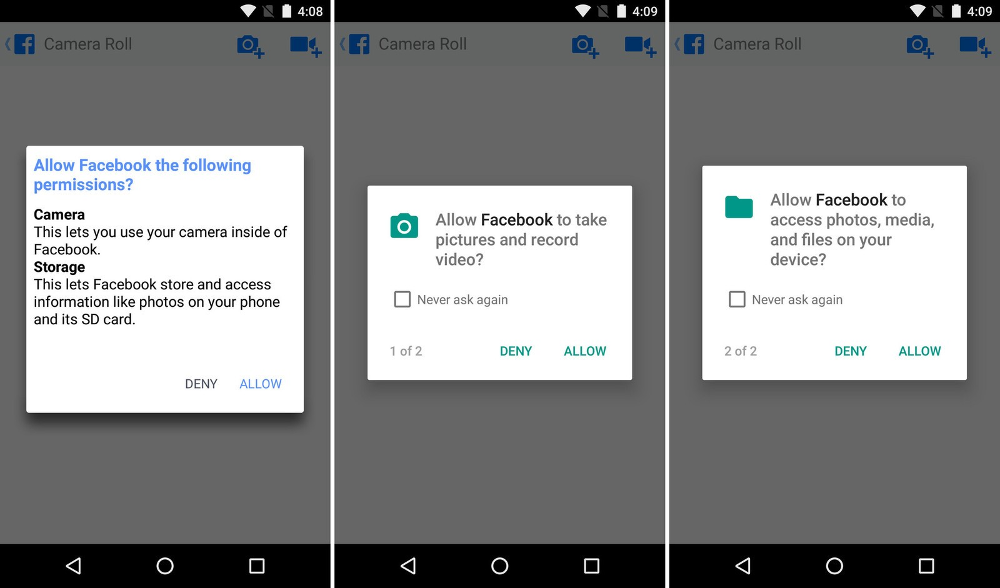 4:08
Camera Roll
Allow Facebook the following
permissions?
Camera
This lets you use your camera inside of
Facebook.
Storage
This lets Facebook store and access
information like photos on your phone
and its SD card.
DENY ALLOW
4:09
Camera Roll
Allow Facebook to take
pictures and record
video?
Never ask again
1 of 2 DENY ALLOW
4:09
Camera Roll
Allow Facebook to
access photos, media,
and files on your
device?
Never ask again
2 of 2 DENY ALLOW